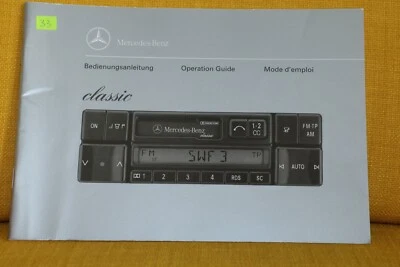 33
Mercedes-Benz
Bedienungsanleitung Operation Guide Mode d'emploi
classic
ON 1-2 FM TP
Mercedes-Benz CC AM
FM SWF 3 TP
AUTO
1 2 3 4 RDS SC